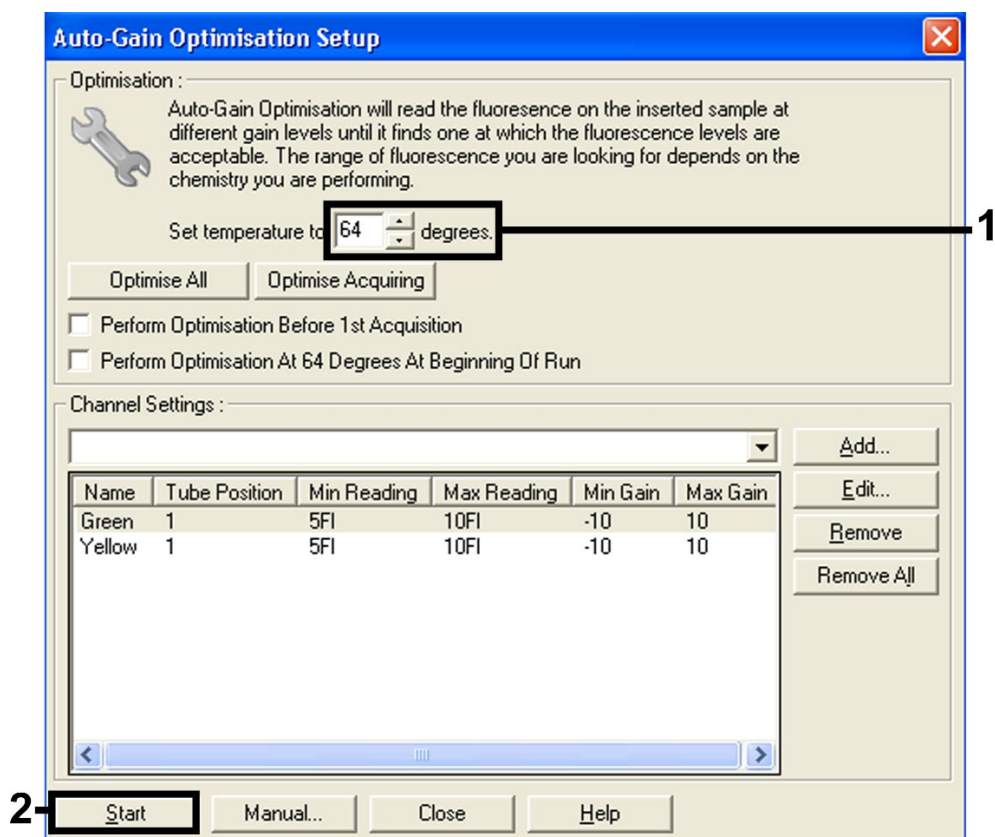 Auto-Gain Optimisation Setup
Optimisation :
Auto-Gain Optimisation will read the fluoresence on the inserted sample at
different gain levels until it finds one at which the fluorescence levels are
acceptable. The range of fluorescence you are looking for depends on the
chemistry you are performing.
Set temperature to 64 degrees.
1
Optimise All Optimise Acquiring
Perform Optimisation Before 1st Acquisition
Perform Optimisation At 64 Degrees At Beginning Of Run
Channel Settings :
Add...
Name Tube Position Min Reading Max Reading Min Gain Max Gain Edit...
Green 1 5Fl 10Fl -10 10
Remove
Yellow 1 5Fl 10Fl -10 10
Remove All
2 Start Manual... Close Help